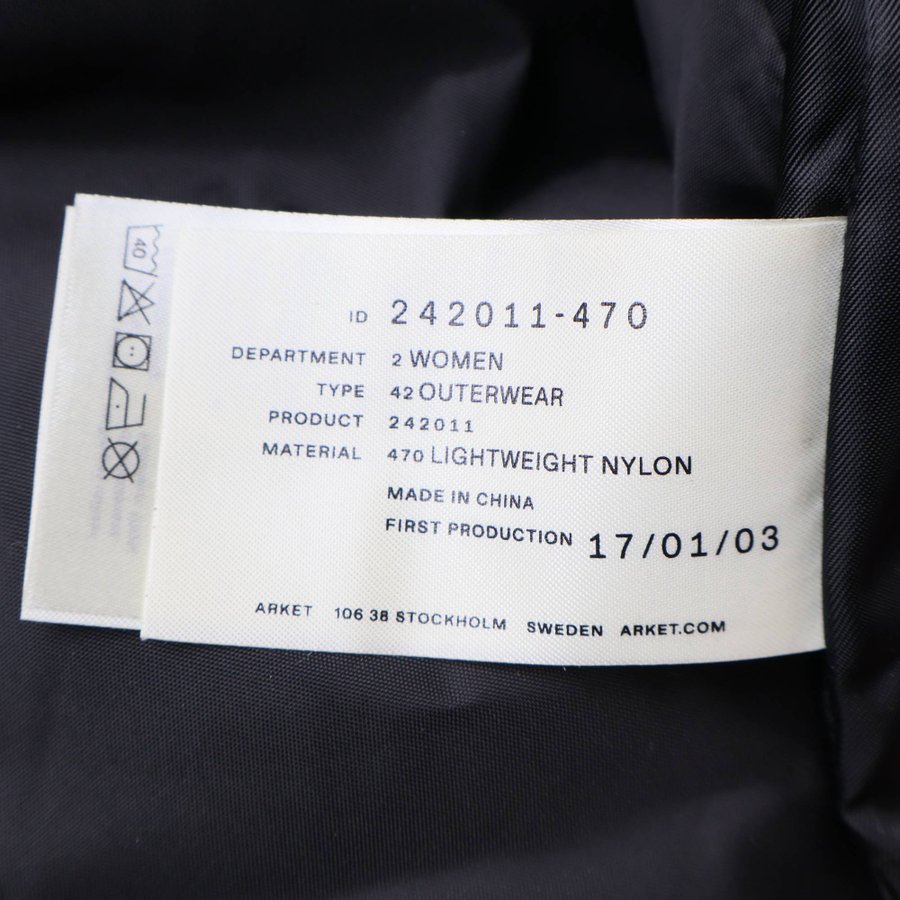 40
ID 242011-470
DEPARTMENT 2 WOMEN
TYPE 42 OUTERWEAR
PRODUCT 242011
MATERIAL 470 LIGHTWEIGHT NYLON
MADE IN CHINA
FIRST PRODUCTION 17/01/03
ARKET 106 38 STOCKHOLM SWEDEN ARKET.COM